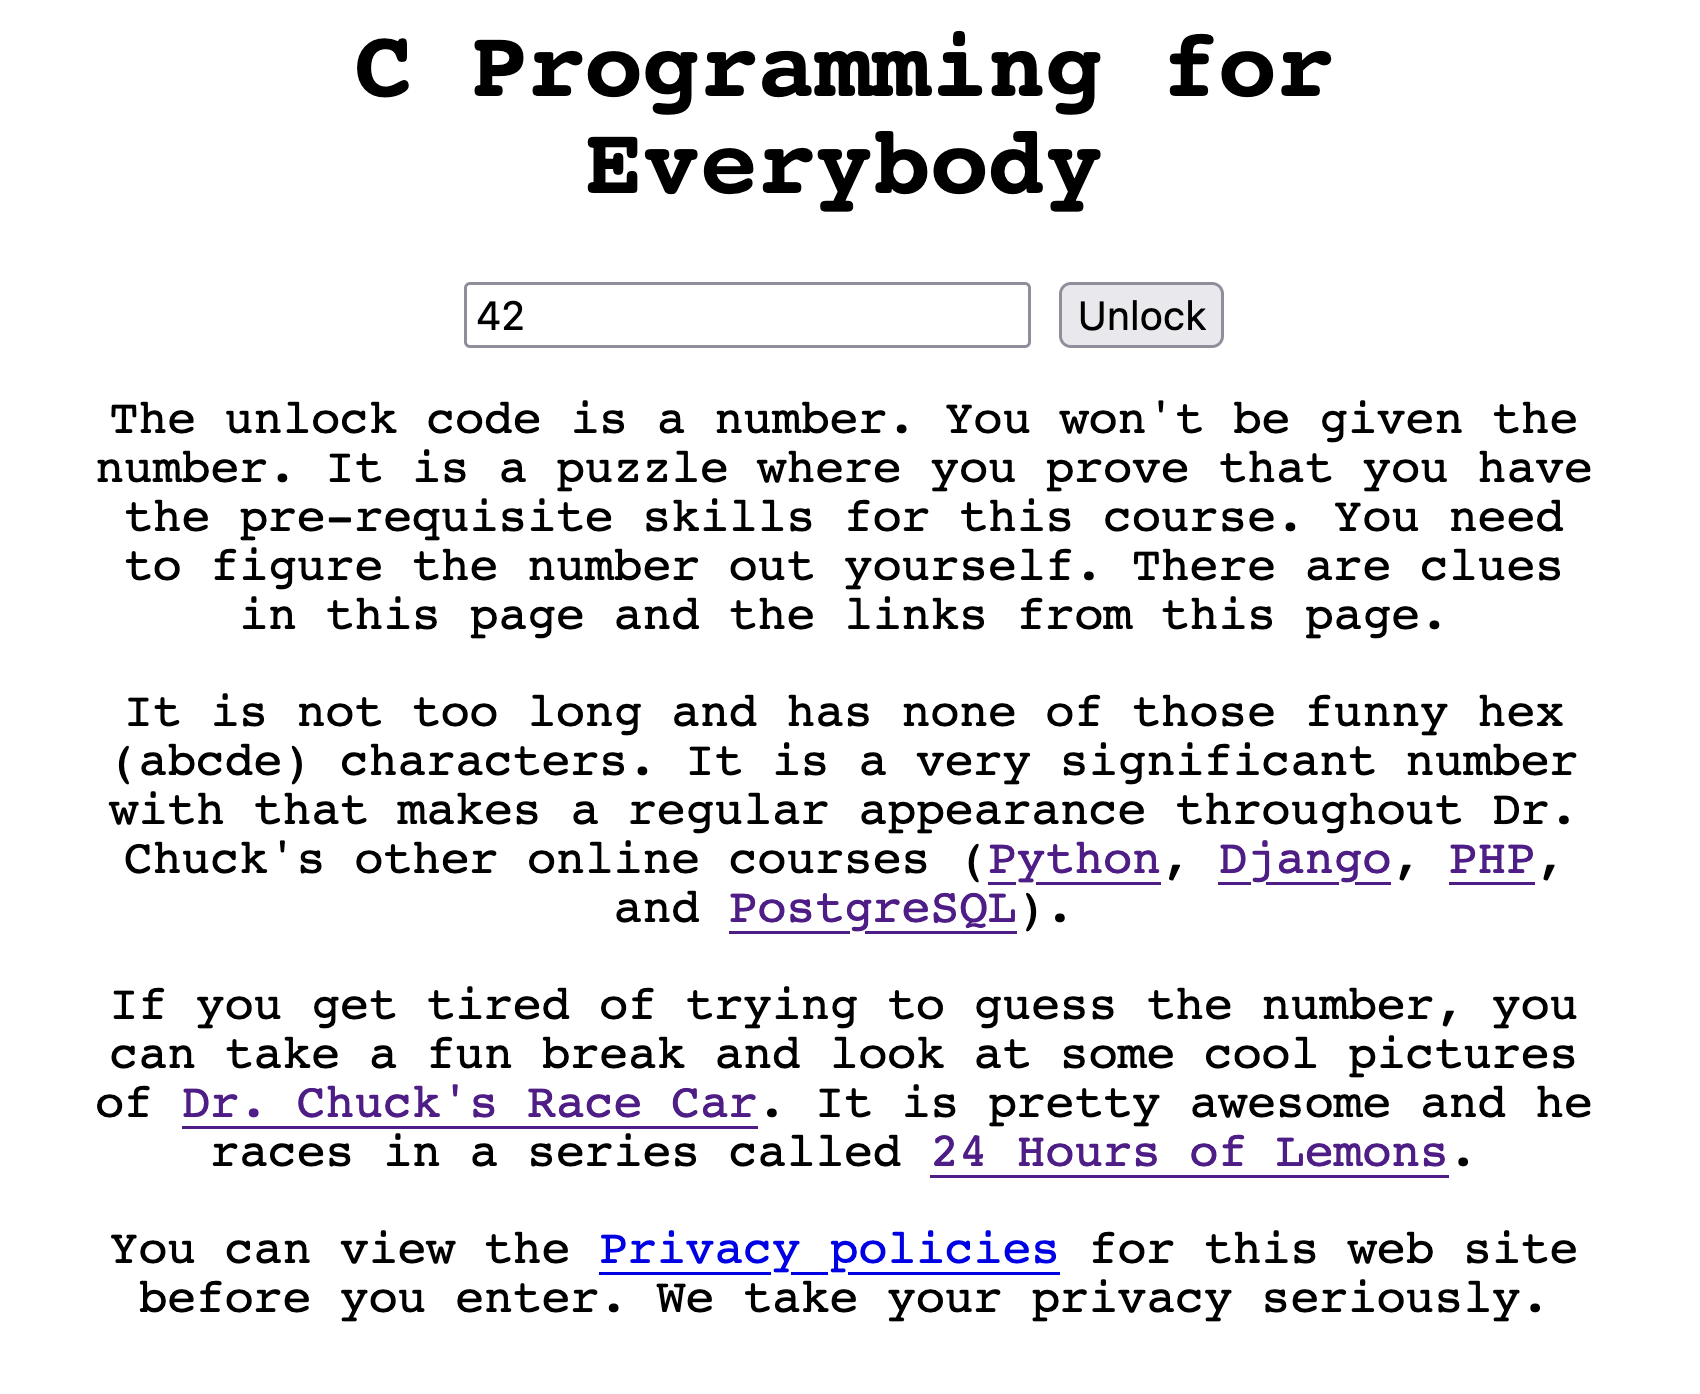 C Programming for
Everybody
42
Unlock
The unlock code is a number. You won't be given the
number. It is a puzzle where you prove that you have
the pre-requisite skills for this course. You need
to figure the number out yourself. There are clues
in this page and the links from this page.
It is not too long and has none of those funny hex
(abcde) characters. It is a very significant number
with that makes a regular appearance throughout Dr.
Chuck's other online courses (Python, Django, PHP,
and PostgreSQL).
If you get tired of trying to guess the number, you
can take a fun break and look at some cool pictures
of Dr. Chuck's Race Car. It is pretty awesome and he
races in a series called 24 Hours of Lemons.
You can view the Privacy policies for this web site
before you enter. We take your privacy seriously.